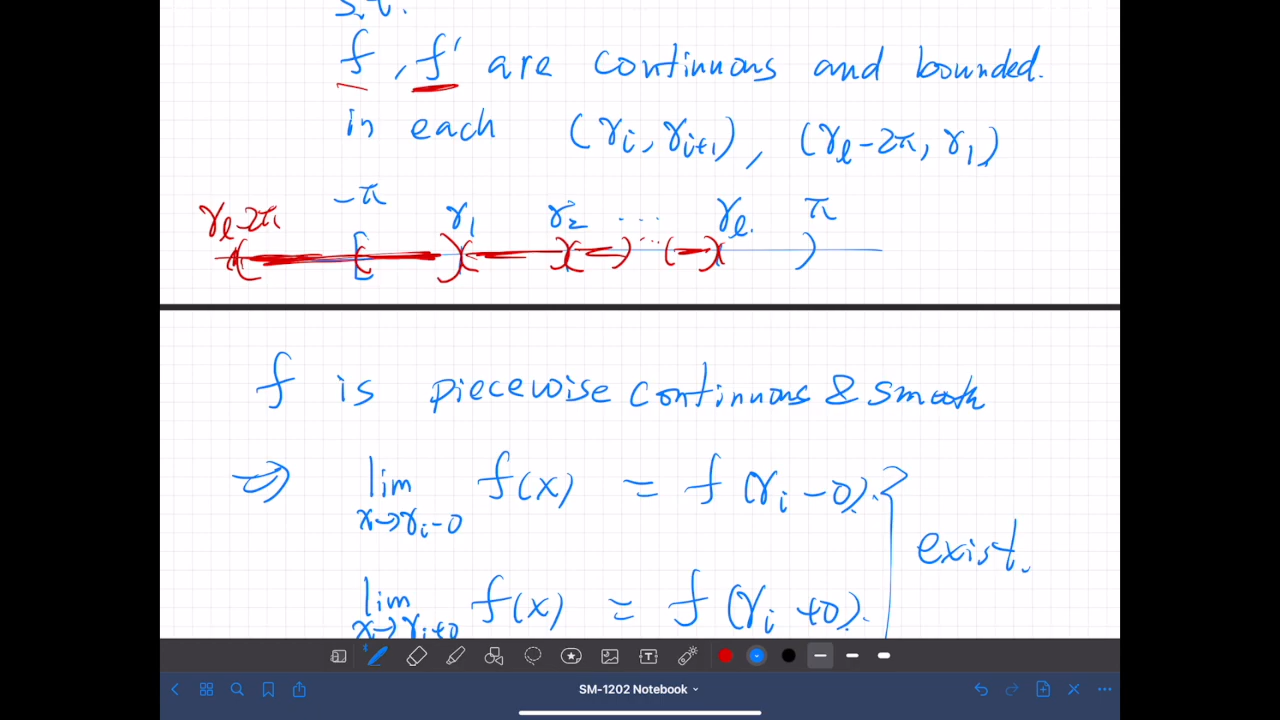 s.t.
f, f' are continuous and bounded.
in each (γi, γi+1), (γℓ-2π, γ1)
γℓ-2π -π γ1 γ2 ... γℓ. π
[ ( ) ( ) ( ) ... ( ) )
f is piecewise continuous & smooth
⇒ lim x→γi-0 f(x) = f(γi-0).
exist.
lim x→γi+0 f(x) = f(γi+0).
SM-1202 Notebook